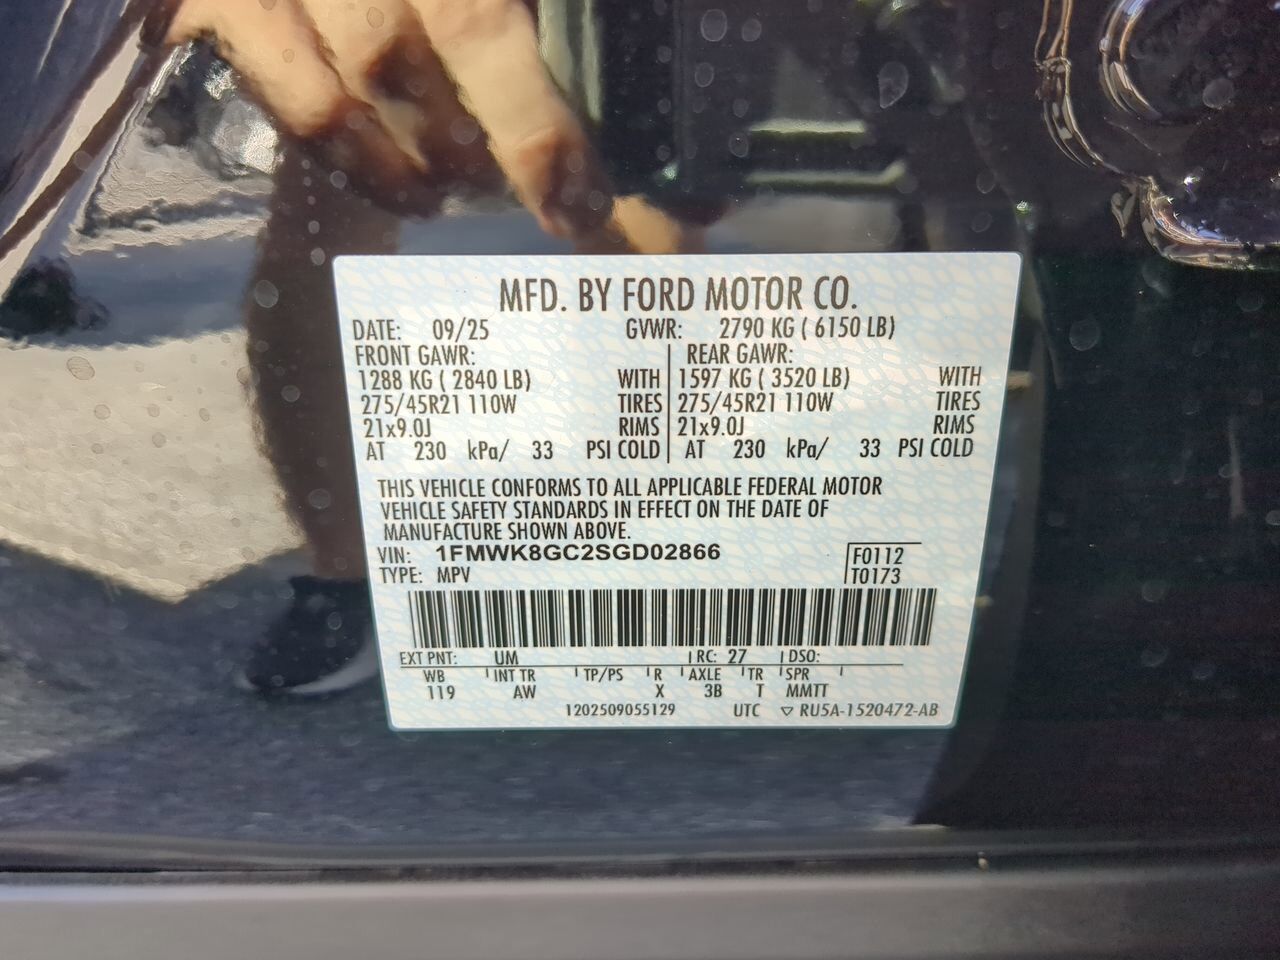 MFD. BY FORD MOTOR CO.
DATE: 09/25 GVWR: 2790 KG ( 6150 LB)
FRONT GAWR: REAR GAWR:
1288 KG ( 2840 LB) WITH 1597 KG ( 3520 LB) WITH
275/45R21 110W TIRES 275/45R21 110W TIRES
21x9.0J RIMS 21x9.0J RIMS
AT 230 kPa/ 33 PSI COLD AT 230 kPa/ 33 PSI COLD
THIS VEHICLE CONFORMS TO ALL APPLICABLE FEDERAL MOTOR
VEHICLE SAFETY STANDARDS IN EFFECT ON THE DATE OF
MANUFACTURE SHOWN ABOVE.
VIN: 1FMWK8GC2SGD02866 F0112
TYPE: MPV T0173
EXT PNT: UM RC: 27 DSO:
WB INT TR TP/PS R AXLE TR SPR
119 AW X 3B T MMTT
1202509055129 UTC ▽ RU5A-1520472-AB